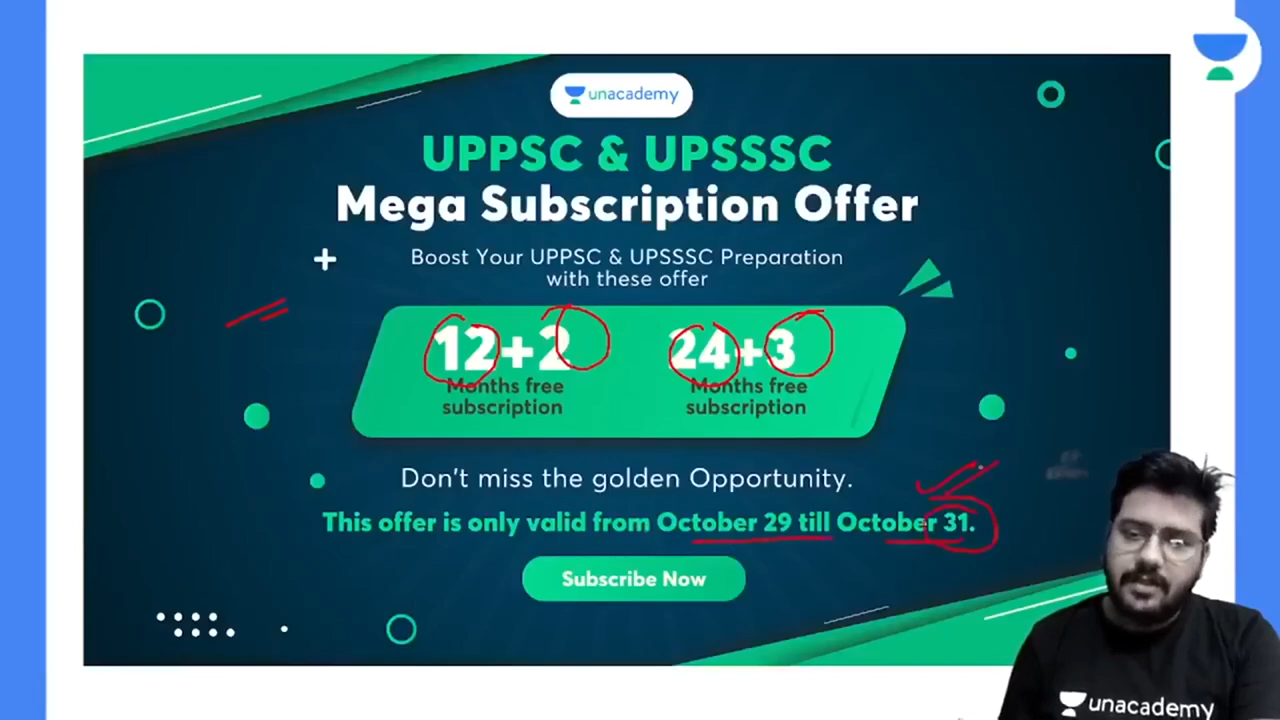 unacademy
UPPSC & UPSSSC
Mega Subscription Offer
Boost Your UPPSC & UPSSSC Preparation
with these offer
12+2 24+3
Months free Months free
subscription subscription
Don't miss the golden Opportunity.
This offer is only valid from October 29 till October 31.
Subscribe Now
unacademy